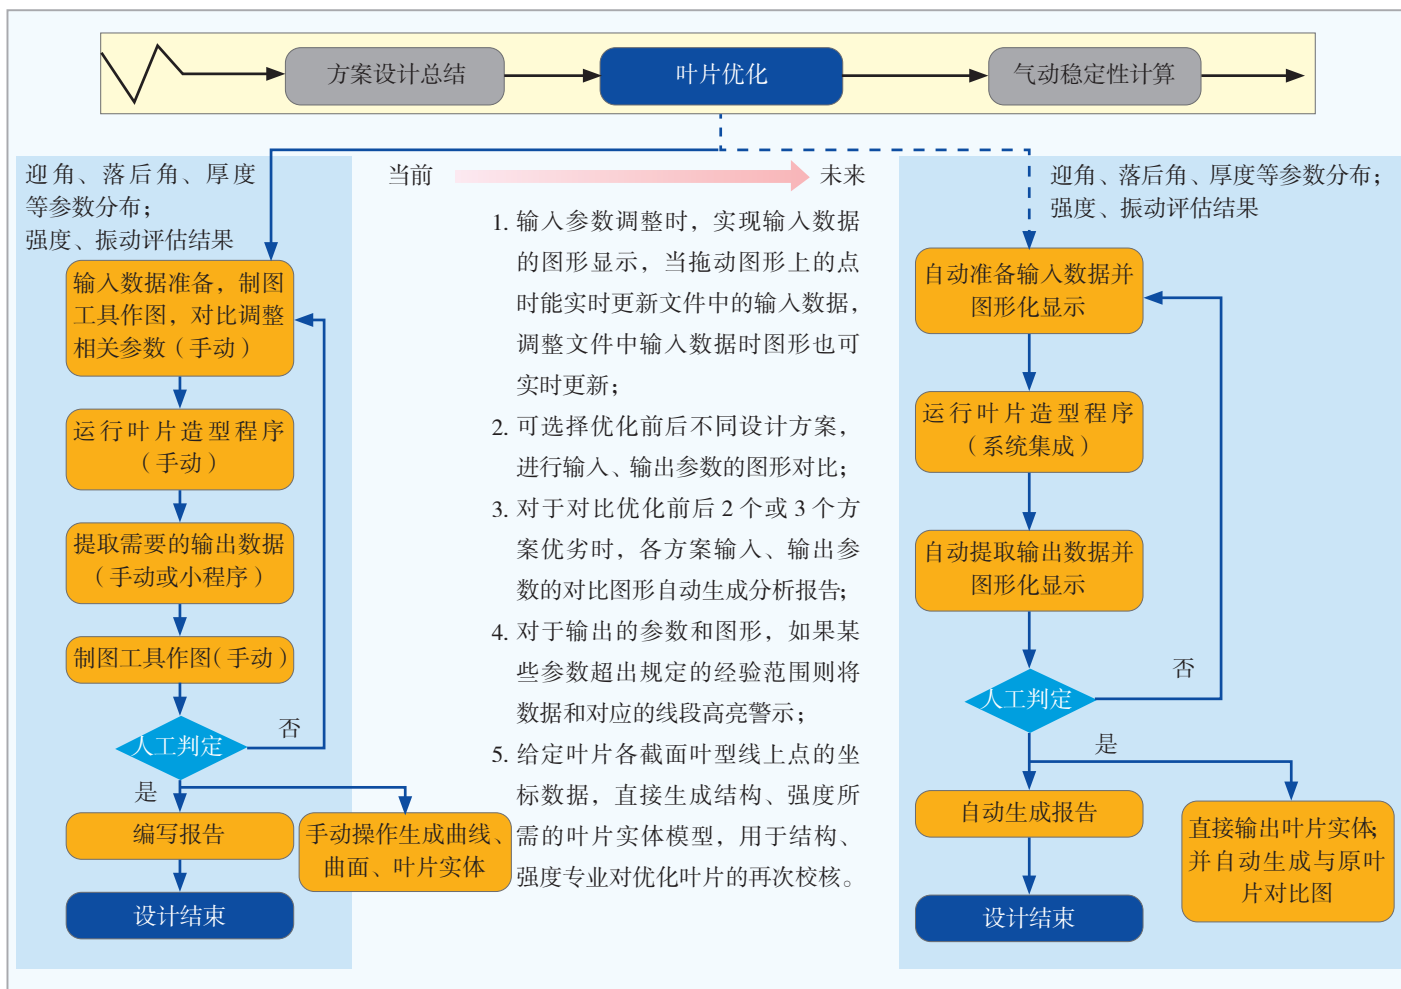 方案设计总结
叶片优化
气动稳定性计算
迎角、落后角、厚度
等参数分布；
强度、振动评估结果
输入数据准备，制图
工具作图，对比调整
相关参数（手动）
运行叶片造型程序
（手动）
提取需要的输出数据
（手动或小程序）
制图工具作图（手动）
人工判定
否
是
编写报告
手动操作生成曲线、
曲面、叶片实体
设计结束
当前
未来
1. 输入参数调整时，实现输入数据
的图形显示，当拖动图形上的点
时能实时更新文件中的输入数据，
调整文件中输入数据时图形也可
实时更新；
2. 可选择优化前后不同设计方案，
进行输入、输出参数的图形对比；
3. 对于对比优化前后 2 个或 3 个方
案优劣时，各方案输入、输出参
数的对比图形自动生成分析报告；
4. 对于输出的参数和图形，如果某
些参数超出规定的经验范围则将
数据和对应的线段高亮警示；
5. 给定叶片各截面叶型线上点的坐
标数据，直接生成结构、强度所
需的叶片实体模型，用于结构、
强度专业对优化叶片的再次校核。
迎角、落后角、厚度等参数分布；
强度、振动评估结果
自动准备输入数据并
图形化显示
运行叶片造型程序
（系统集成）
自动提取输出数据并
图形化显示
人工判定
否
是
自动生成报告
直接输出叶片实体；
并自动生成与原叶
片对比图
设计结束